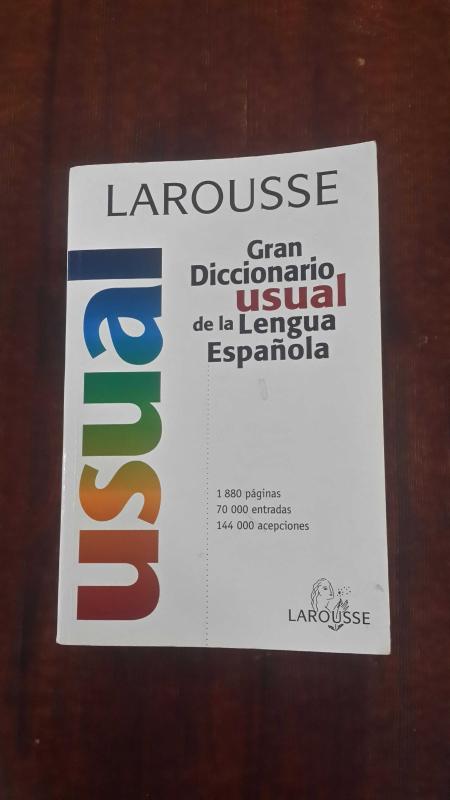 LAROUSSE
usual
Gran
Diccionario
usual
de la Lengua
Española
1 880 páginas
70 000 entradas
144 000 acepciones
LAROUSSE